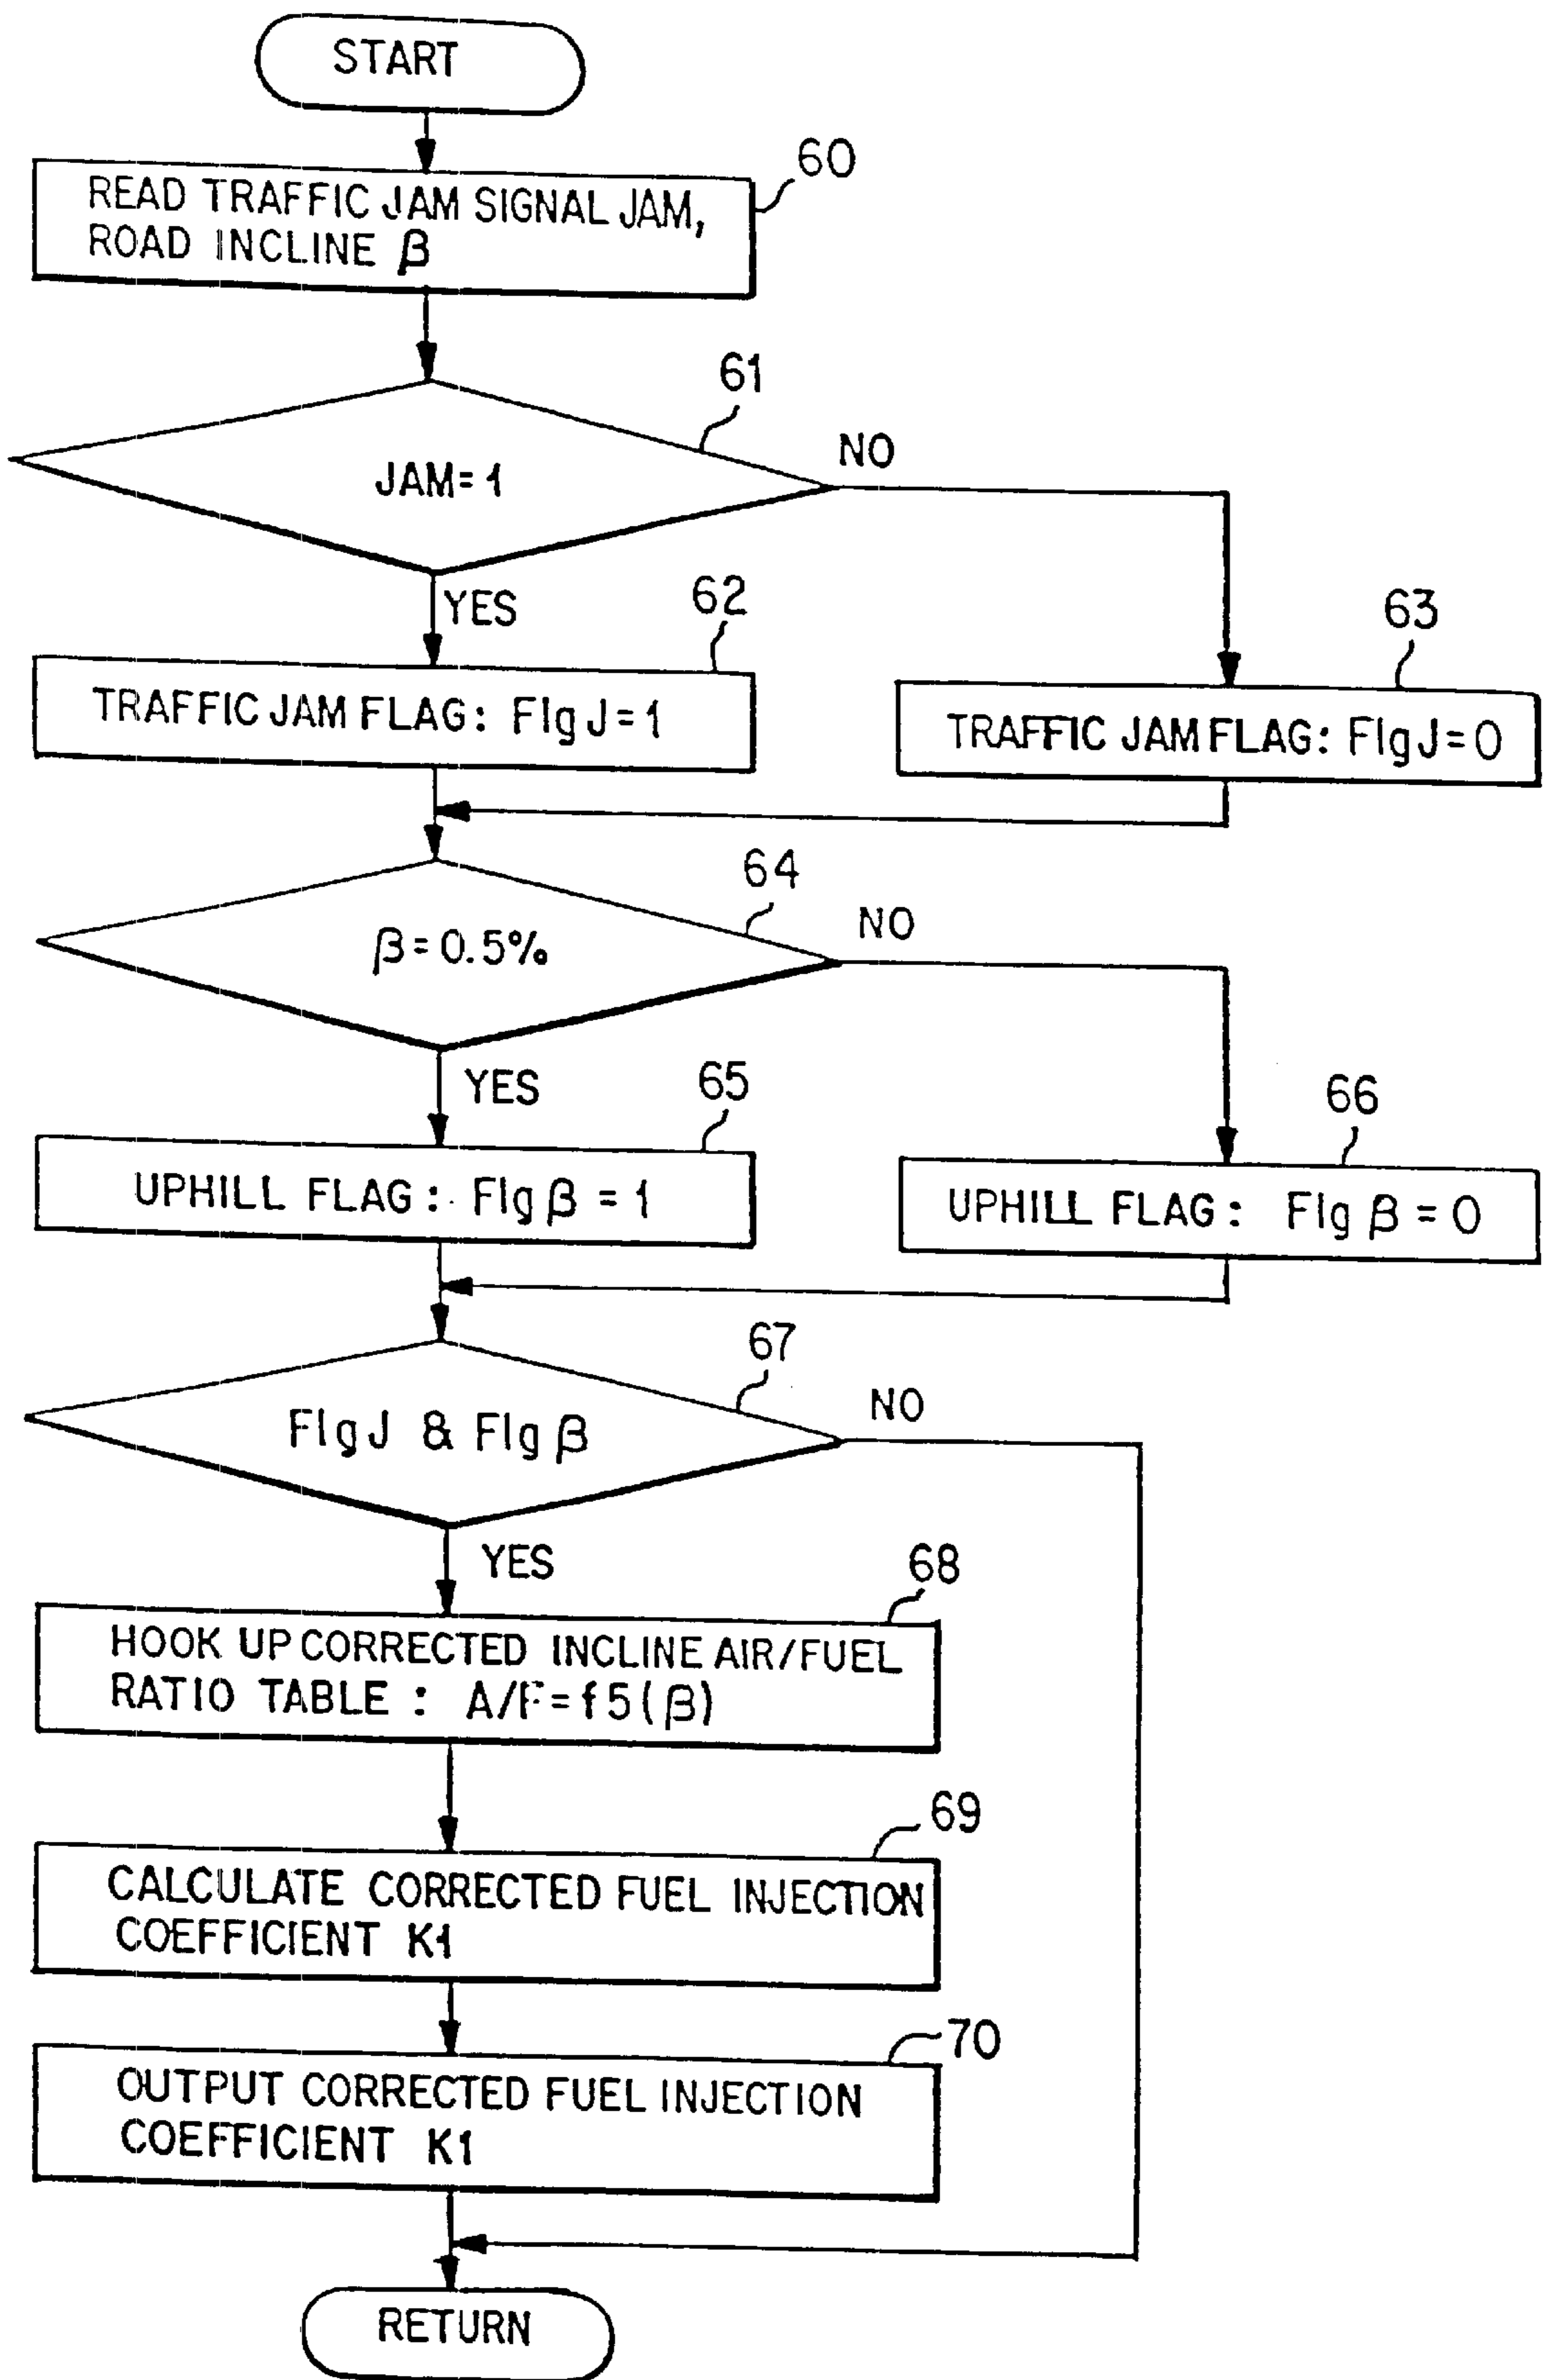 START
60
READ TRAFFIC JAM SIGNAL JAM,
ROAD INCLINE β
61
JAM=1
NO
YES
62
TRAFFIC JAM FLAG: FlgJ=1
63
TRAFFIC JAM FLAG: FlgJ=0
64
β=0.5%
NO
YES
65
UPHILL FLAG: Flg β = 1
66
UPHILL FLAG: Flg β = 0
67
FlgJ & Flg β
NO
YES
68
HOOK UP CORRECTED INCLINE AIR/FUEL
RATIO TABLE : A/F=f5(β)
69
CALCULATE CORRECTED FUEL INJECTION
COEFFICIENT K1
70
OUTPUT CORRECTED FUEL INJECTION
COEFFICIENT K1
RETURN